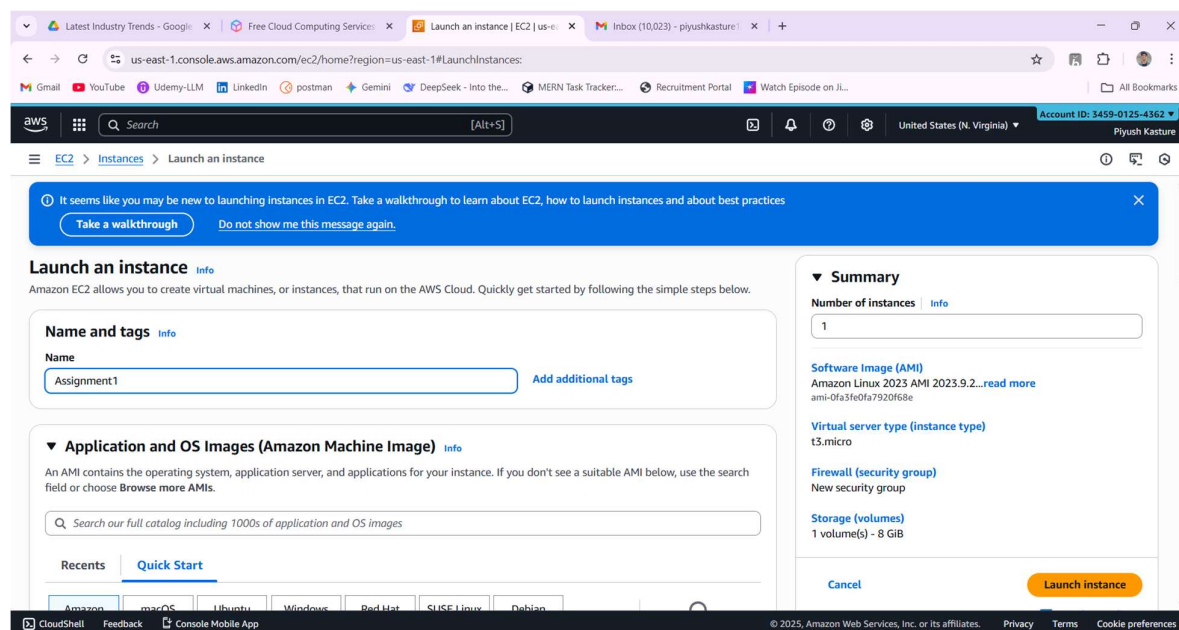 Latest Industry Trends - Google
Free Cloud Computing Services
Launch an instance | EC2 | us-ea
Inbox (10,023) - piyushkasture1
us-east-1.console.aws.amazon.com/ec2/home?region=us-east-1#LaunchInstances:
Gmail YouTube Udemy-LLM LinkedIn postman Gemini DeepSeek - Into the... MERN Task Tracker:... Recruitment Portal Watch Episode on Ji... All Bookmarks
aws Search [Alt+S] United States (N. Virginia)
Account ID: 3459-0125-4362
Piyush Kasture
EC2 > Instances > Launch an instance
It seems like you may be new to launching instances in EC2. Take a walkthrough to learn about EC2, how to launch instances and about best practices
Take a walkthrough Do not show me this message again.
Launch an instance Info
Amazon EC2 allows you to create virtual machines, or instances, that run on the AWS Cloud. Quickly get started by following the simple steps below.
Name and tags Info
Name
Assignment1
Add additional tags
Application and OS Images (Amazon Machine Image) Info
An AMI contains the operating system, application server, and applications for your instance. If you don't see a suitable AMI below, use the search
field or choose Browse more AMIs.
Search our full catalog including 1000s of application and OS images
Recents Quick Start
Amazon macOS Ubuntu Windows Red Hat SUSE Linux Debian
Summary
Number of instances Info
1
Software Image (AMI)
Amazon Linux 2023 AMI 2023.9.2...read more
ami-0fa3fe0fa7920f68e
Virtual server type (instance type)
t3.micro
Firewall (security group)
New security group
Storage (volumes)
1 volume(s) - 8 GiB
Cancel Launch instance
CloudShell Feedback Console Mobile App © 2025, Amazon Web Services, Inc. or its affiliates. Privacy Terms Cookie preferences